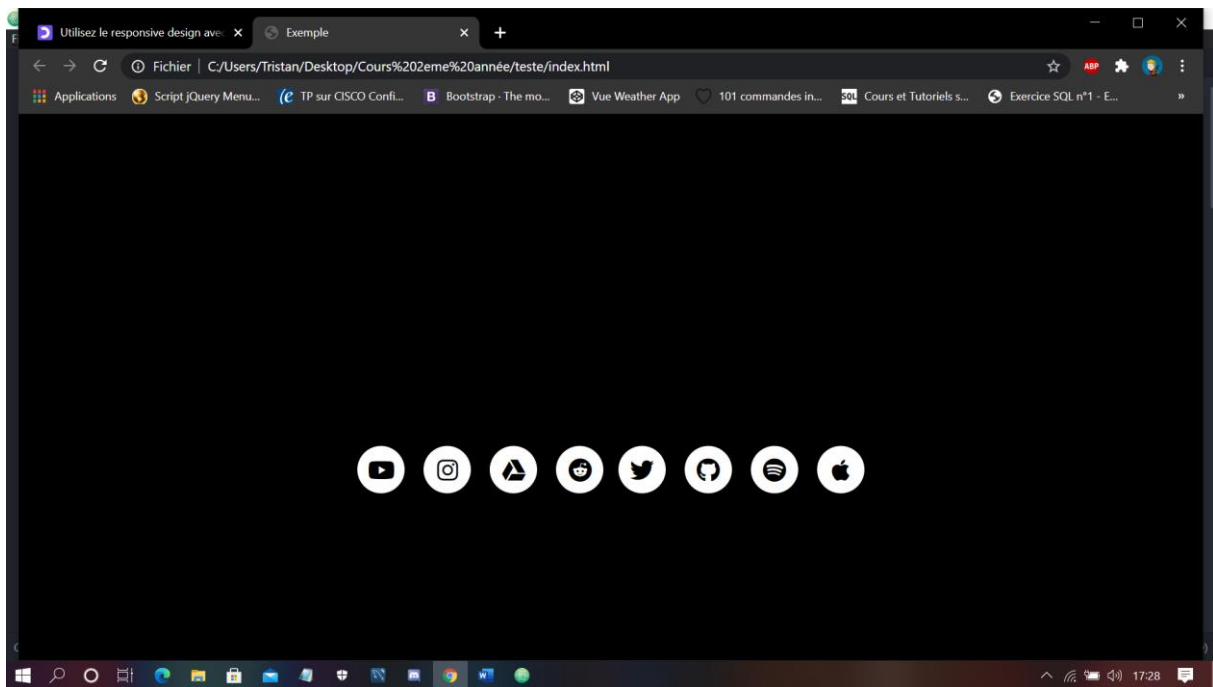 Utilisez le responsive design avec
Exemple
Fichier | C:/Users/Tristan/Desktop/Cours%202eme%20année/teste/index.html
ABP
Applications
Script jQuery Menu...
TP sur CISCO Confi...
B
Bootstrap · The mo...
Vue Weather App
101 commandes in...
SQL
Cours et Tutoriels s...
Exercice SQL n°1 - E...
»
17:28